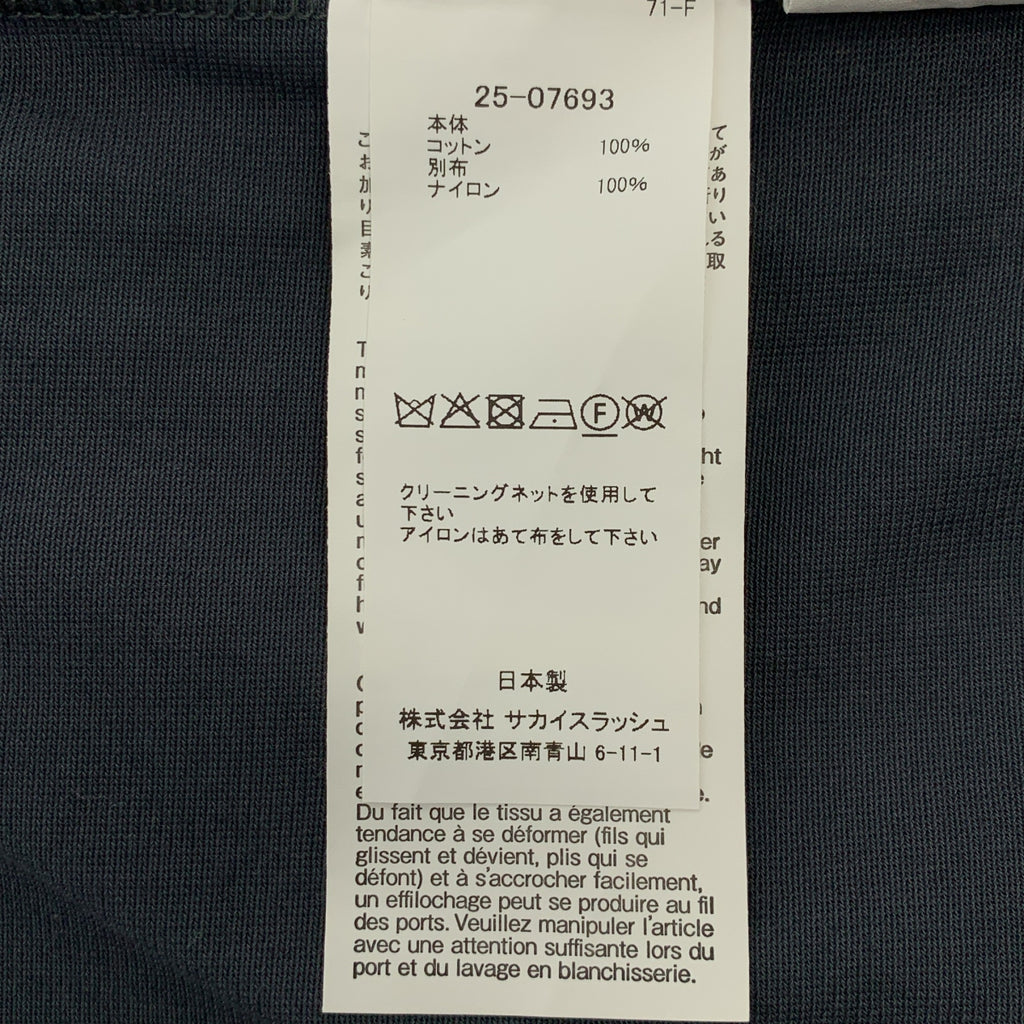 71-F
25-07693
本体
コットン 100%
別布
ナイロン 100%
F W
クリーニングネットを使用して
下さい
アイロンはあて布をして下さい
日本製
株式会社 サカイスラッシュ
東京都港区南青山 6-11-1
Du fait que le tissu a également
tendance à se déformer (fils qui
glissent et dévient, plis qui se
défont) et à s'accrocher facilement,
un effilochage peut se produire au fil
des ports. Veuillez manipuler l'article
avec une attention suffisante lors du
port et du lavage en blanchisserie.